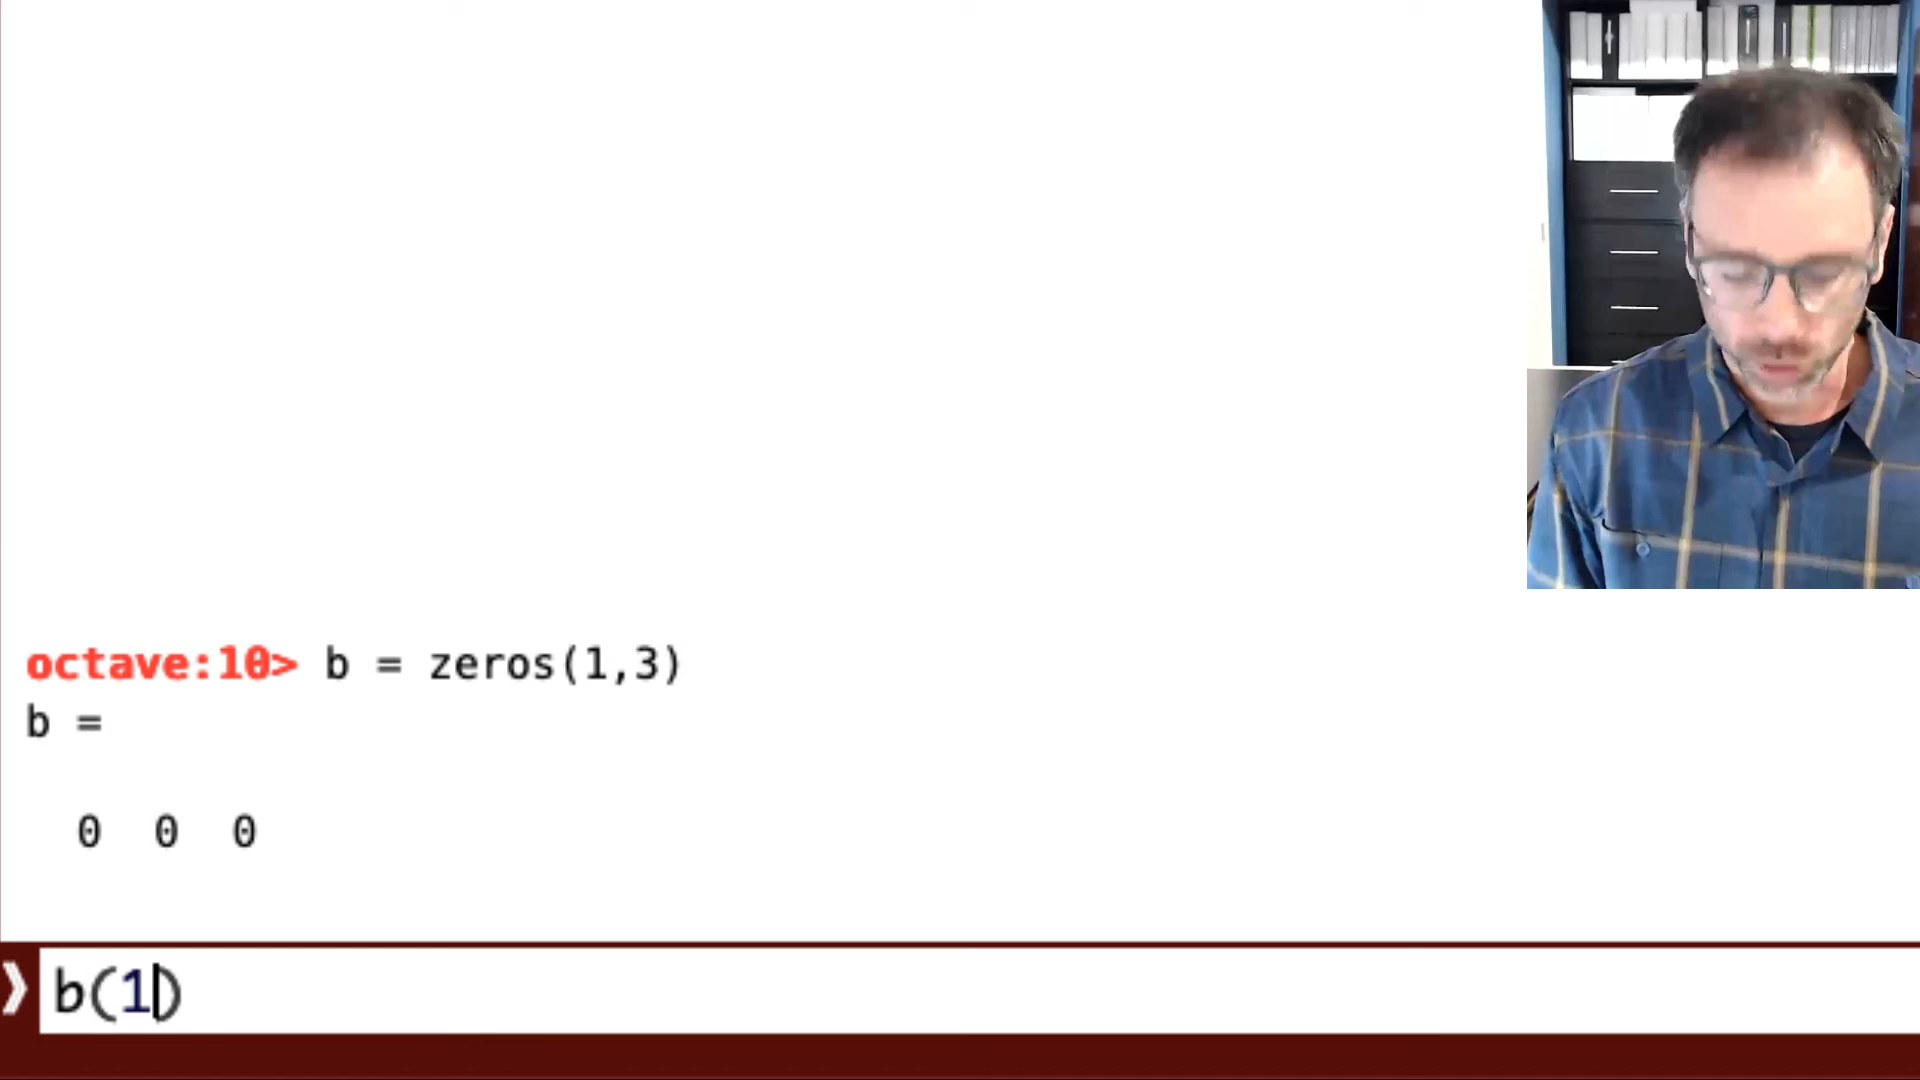 octave:10> b = zeros(1,3)
b =
0 0 0
b(1)